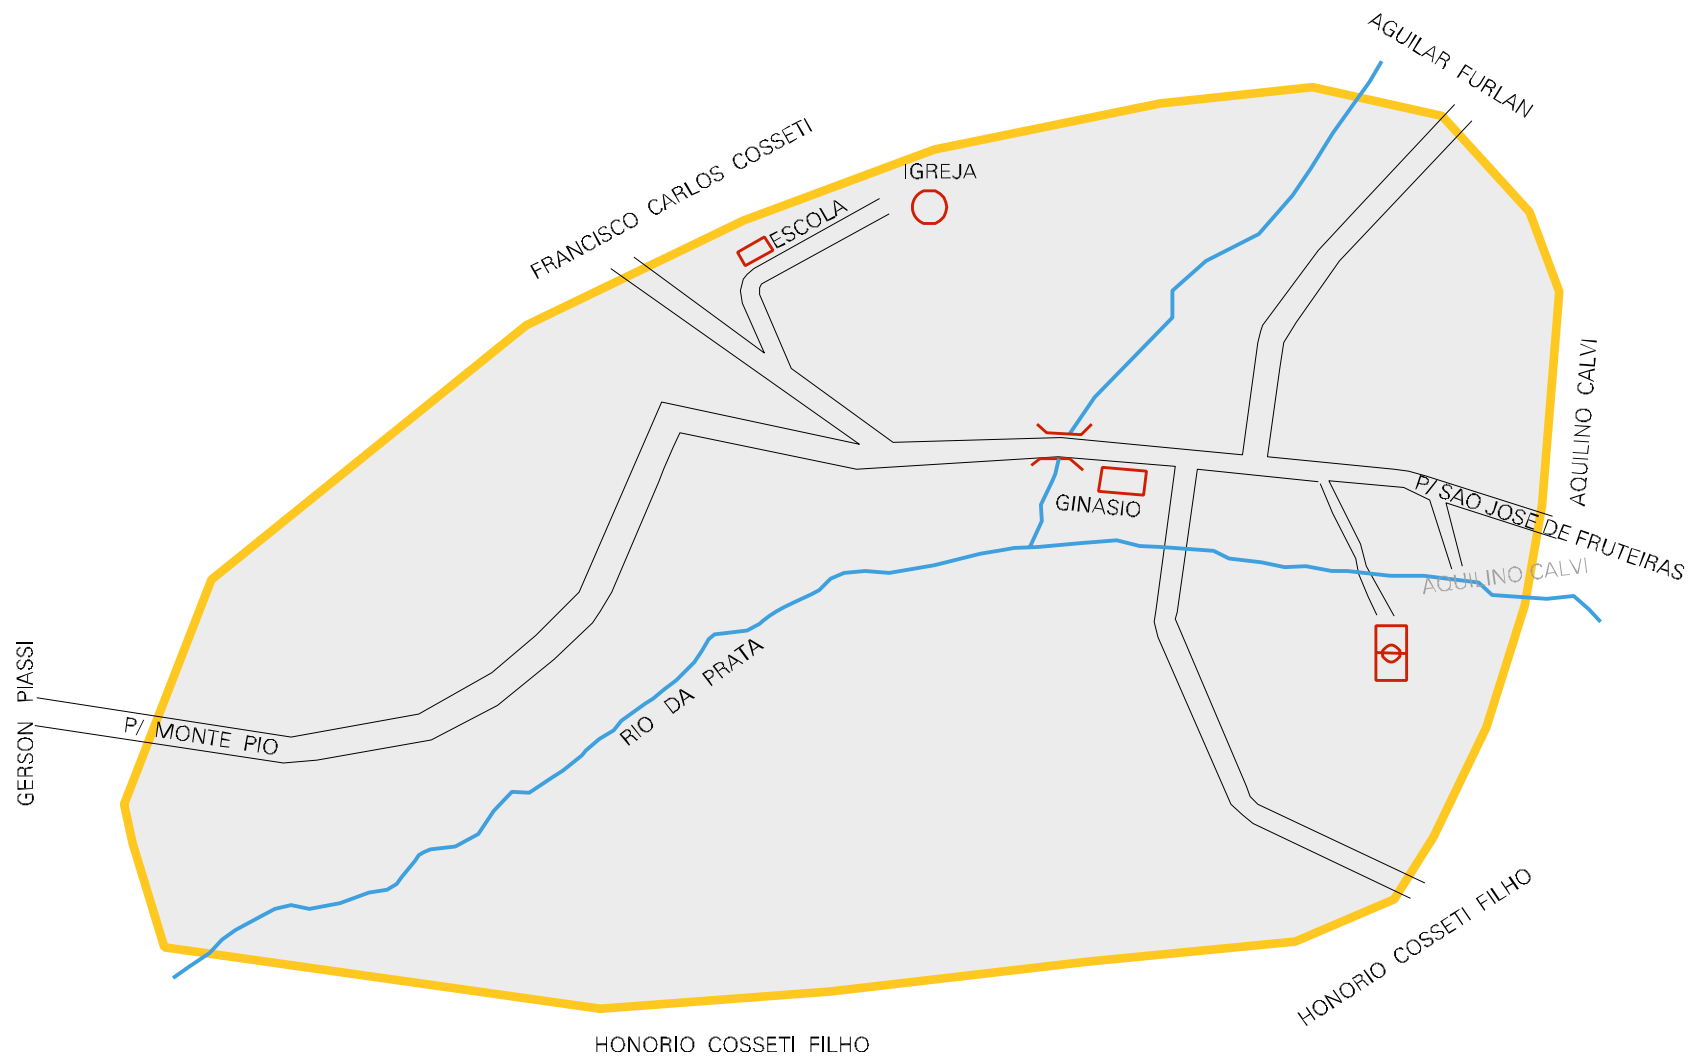 AGUILAR FURLAN
FRANCISCO CARLOS COSSETI
IGREJA
ESCOLA
AQUILINO CALVI
P/ SAO JOSE DE FRUTEIRAS
GINASIO
AQUILINO CALVI
GERSON PIASSI
P/ MONTE PIO
RIO DA PRATA
HONORIO COSSETI FILHO
HONORIO COSSETI FILHO